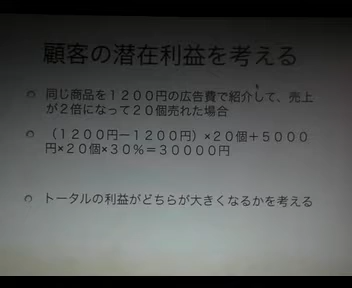 顧客の潜在利益を考える
同じ商品を1200円の広告費で紹介して、売上
が2倍になって20個売れた場合
(1200円ー1200円)×20個+5000
円×20個×30%=30000円
トータルの利益がどちらが大きくなるかを考える